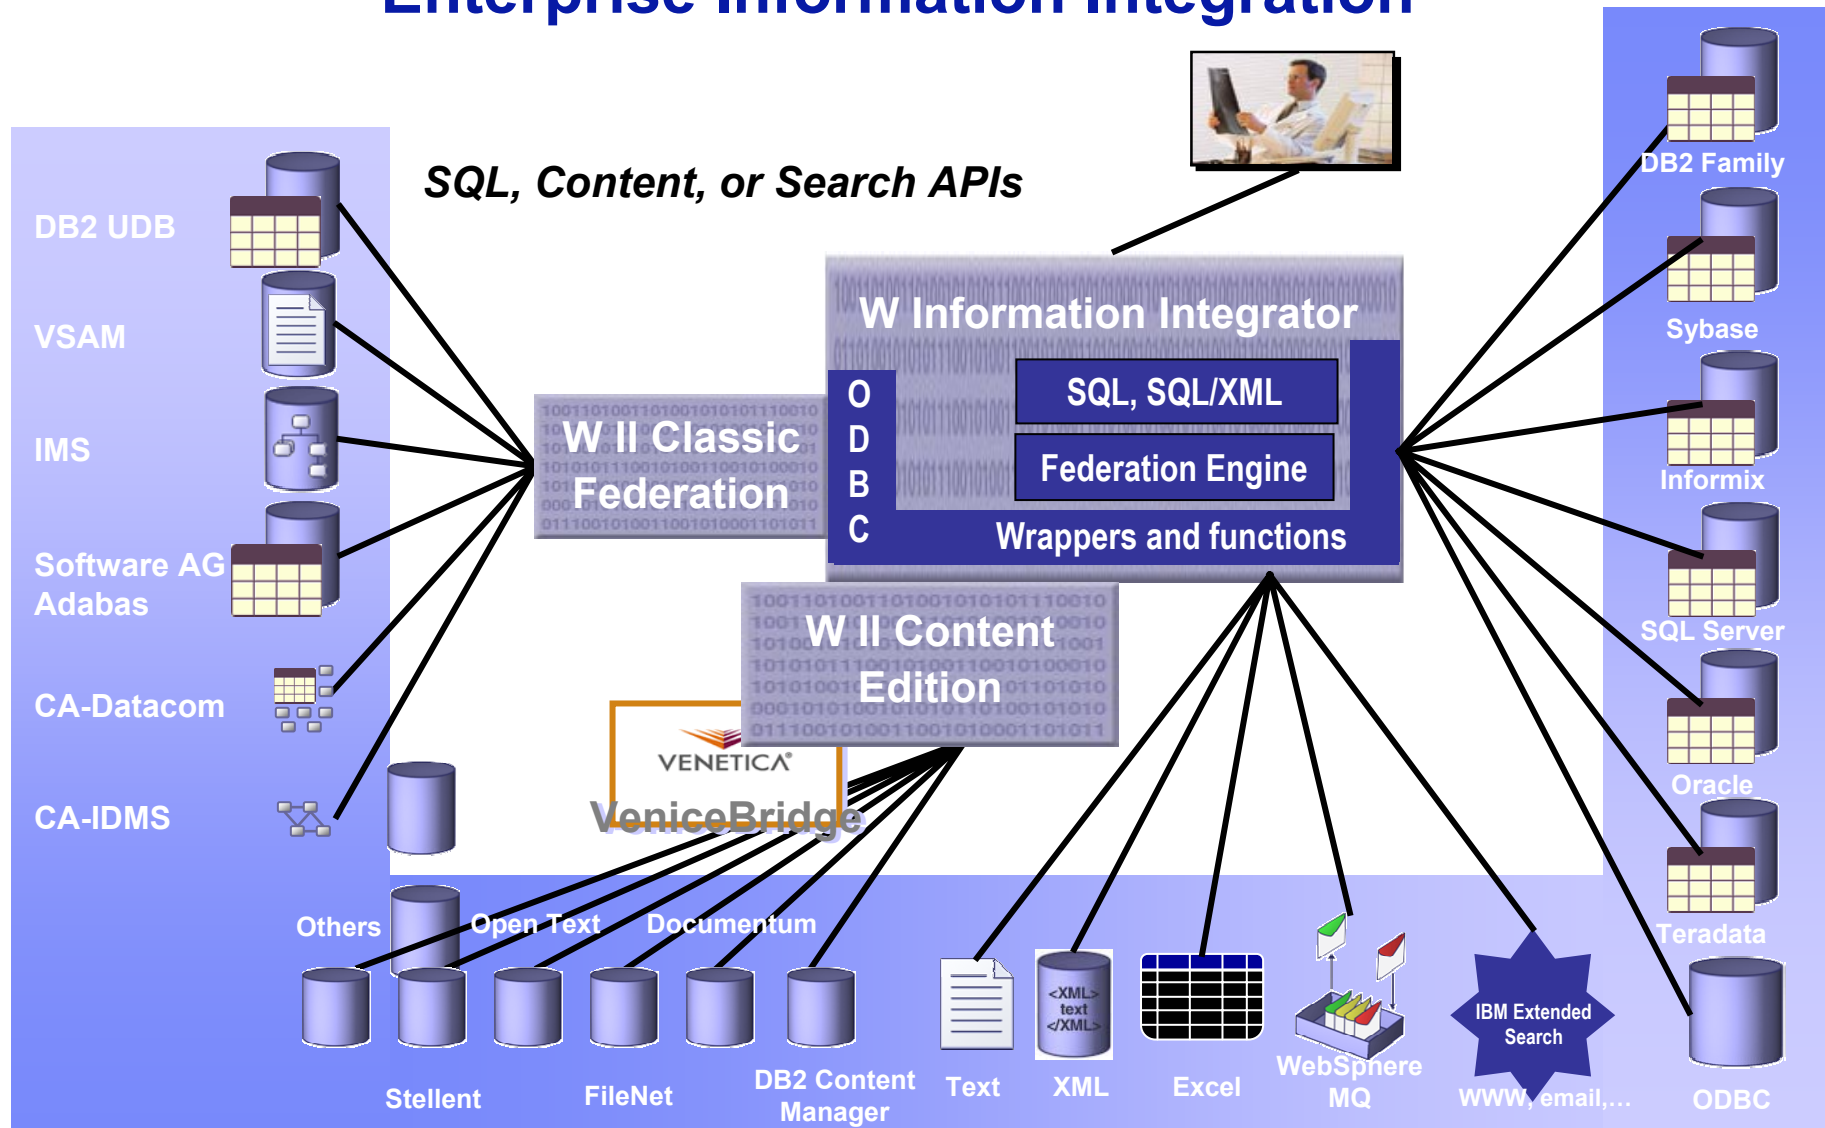 Enterprise Information Integration
SQL, Content, or Search APIs
DB2 UDB
VSAM
IMS
Software AG
Adabas
CA-Datacom
CA-IDMS
W Information Integrator
SQL, SQL/XML
Federation Engine
Wrappers and functions
O
D
B
C
W II Classic
Federation
W II Content
Edition
VENETICA®
VeniceBridge
DB2 Family
Sybase
Informix
SQL Server
Oracle
Teradata
ODBC
Others
Open Text
Documentum
Stellent
FileNet
DB2 Content
Manager
Text
<XML>
text
</XML>
XML
Excel
WebSphere
MQ
IBM Extended
Search
WWW, email,...